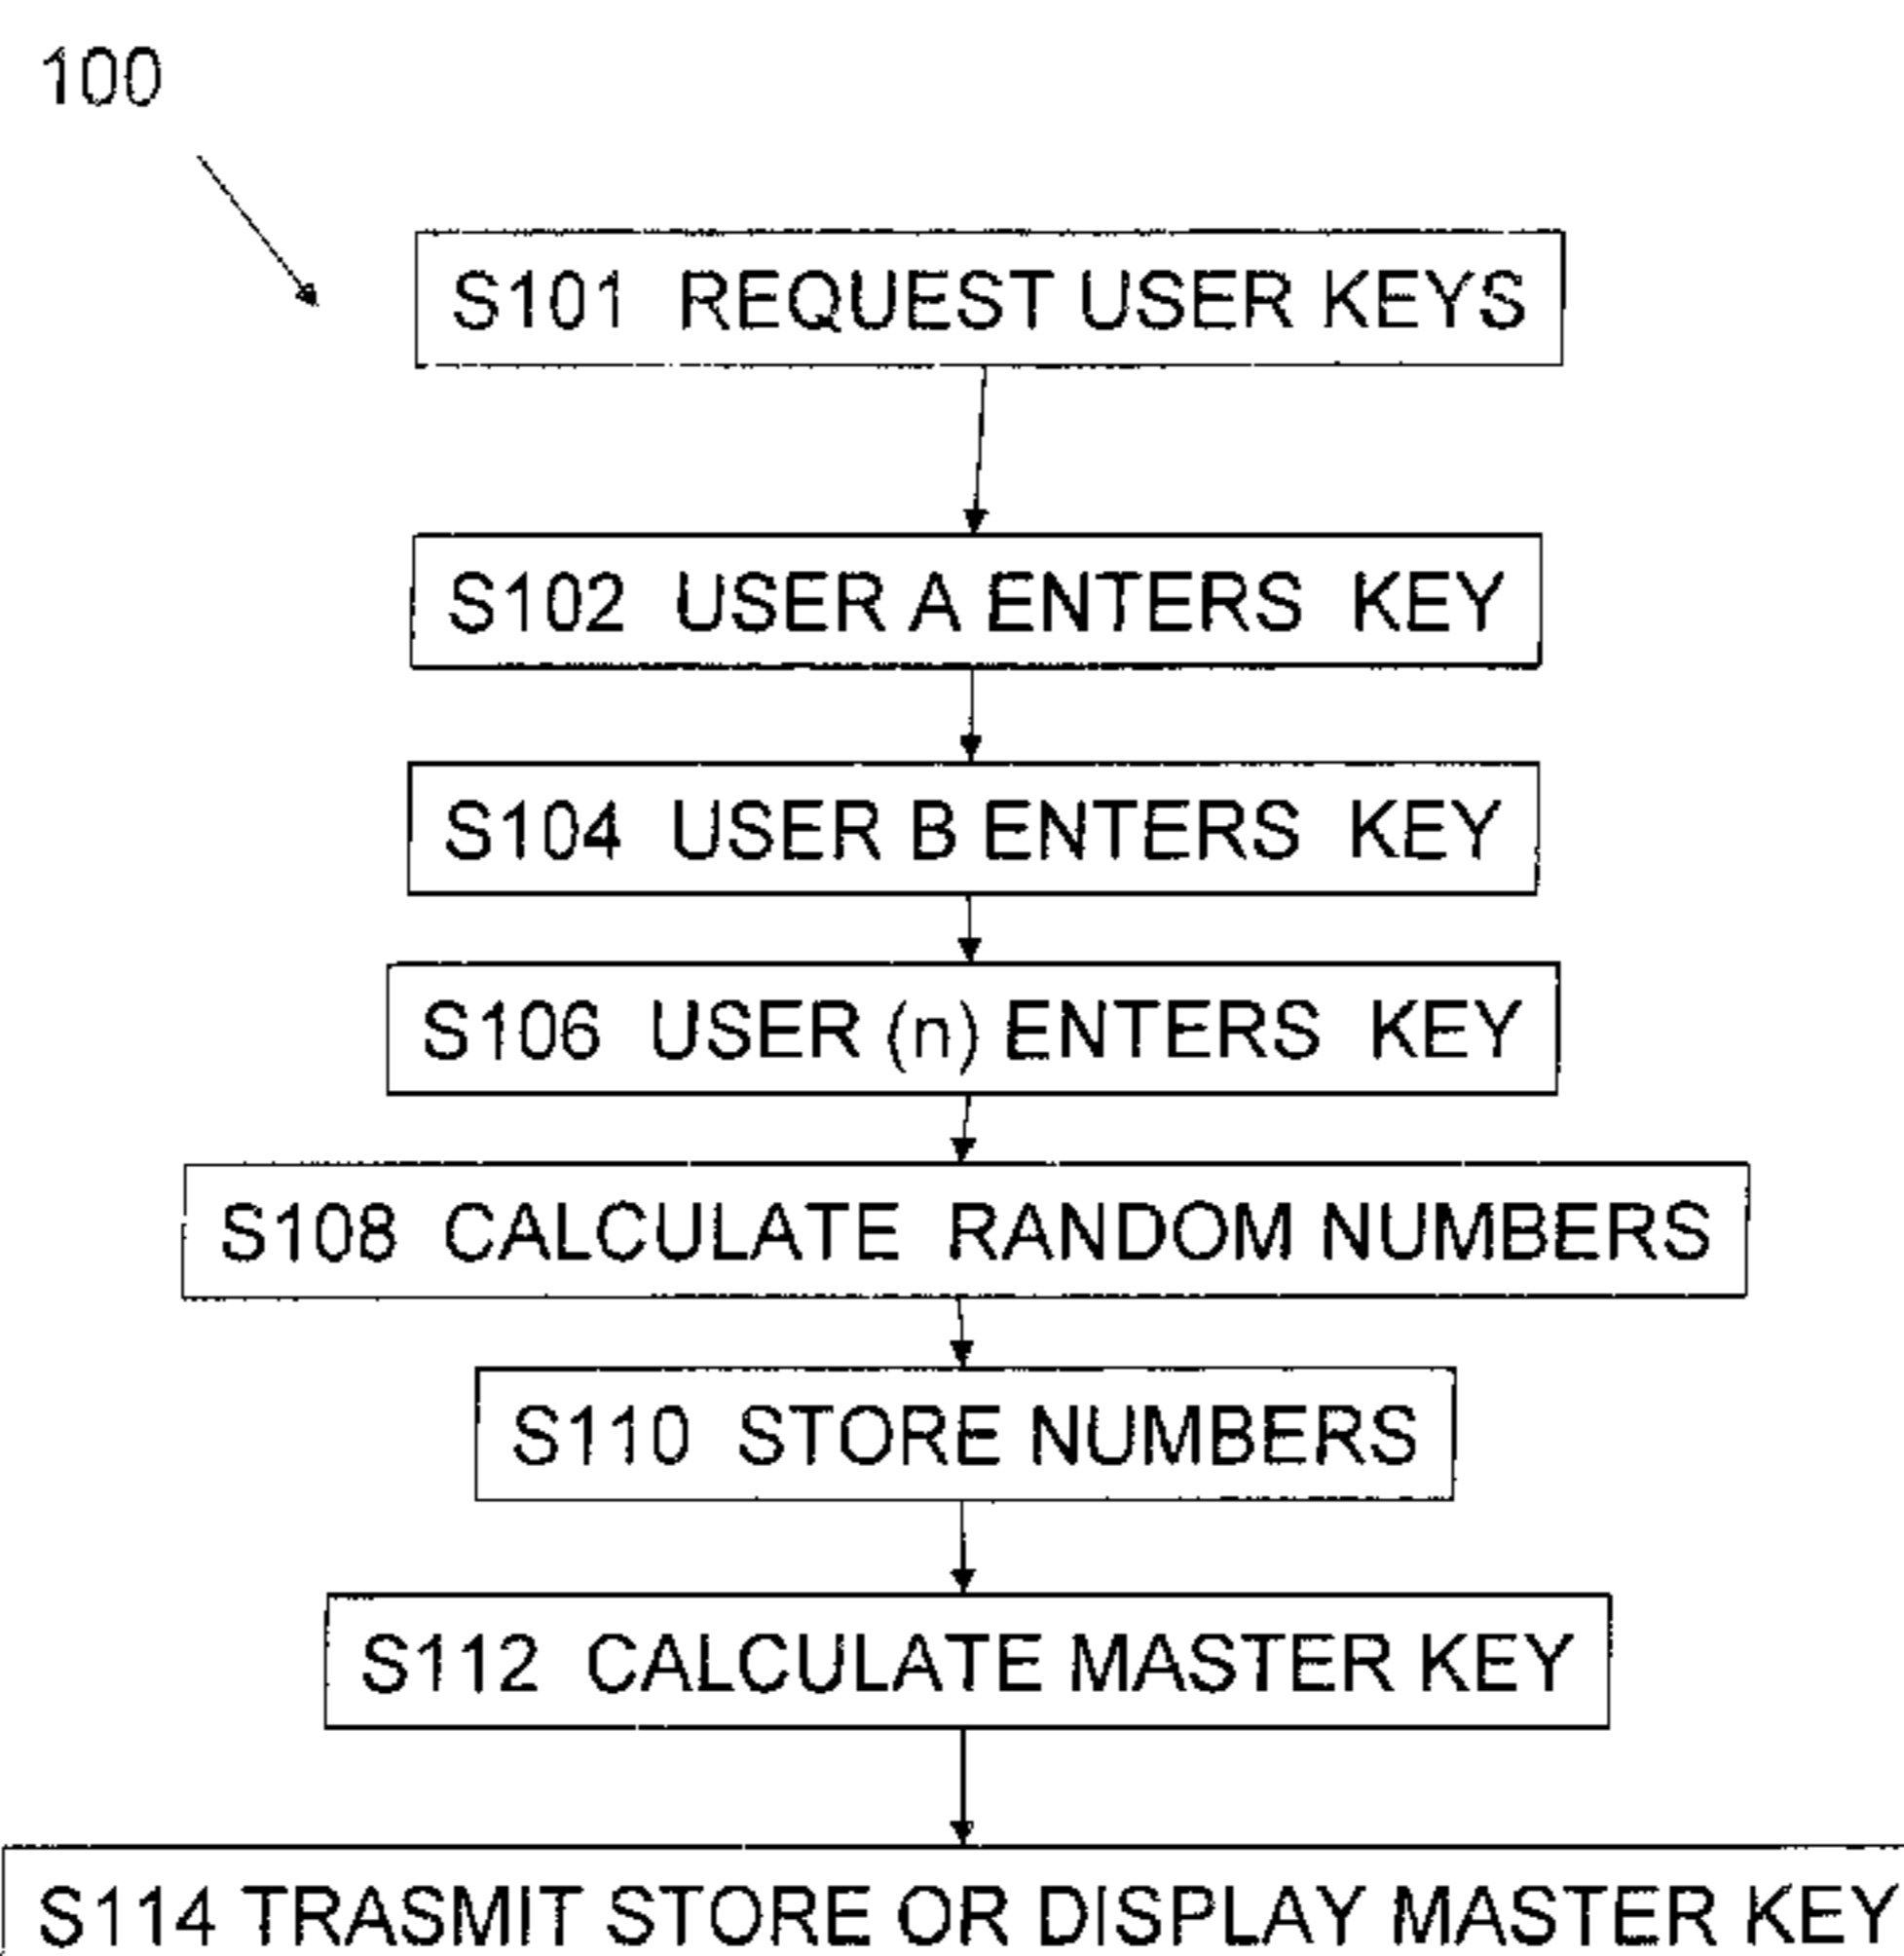 100
S101 REQUEST USER KEYS
S102 USER A ENTERS KEY
S104 USER B ENTERS KEY
S106 USER (n) ENTERS KEY
S108 CALCULATE RANDOM NUMBERS
S110 STORE NUMBERS
S112 CALCULATE MASTER KEY
S114 TRASMIT STORE OR DISPLAY MASTER KEY